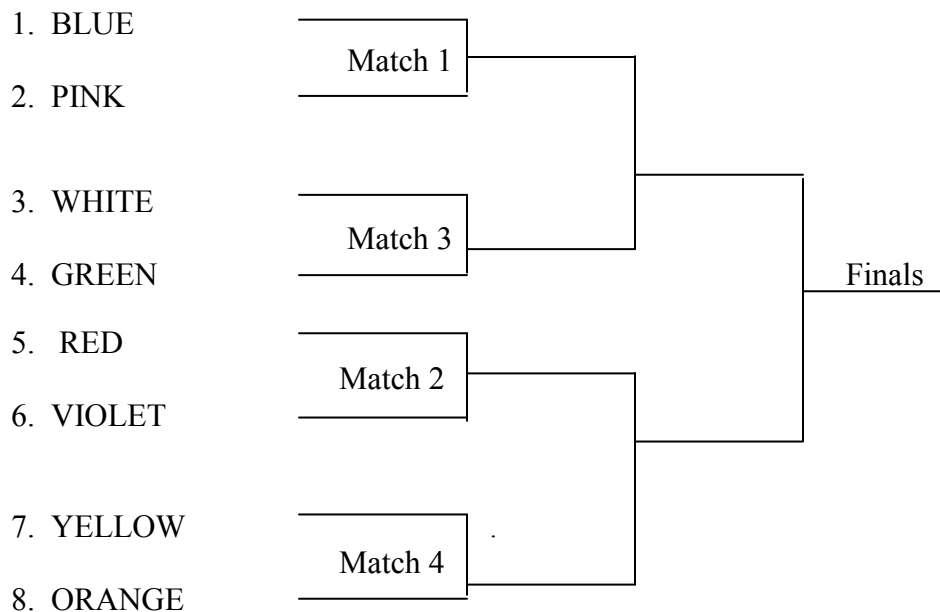 1. BLUE
Match 1
2. PINK
3. WHITE
Match 3
4. GREEN
Finals
5. RED
Match 2
6. VIOLET
7. YELLOW
Match 4
8. ORANGE